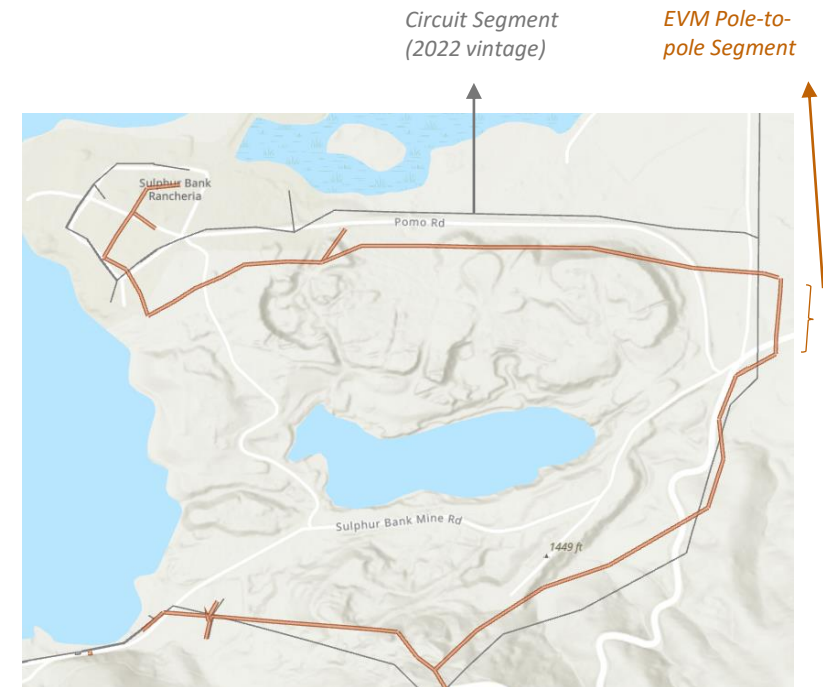 Circuit Segment
(2022 vintage)
EVM Pole-to-
pole Segment
Sulphur Bank
Rancheria
Pomo Rd
Sulphur Bank Mine Rd
1449 ft